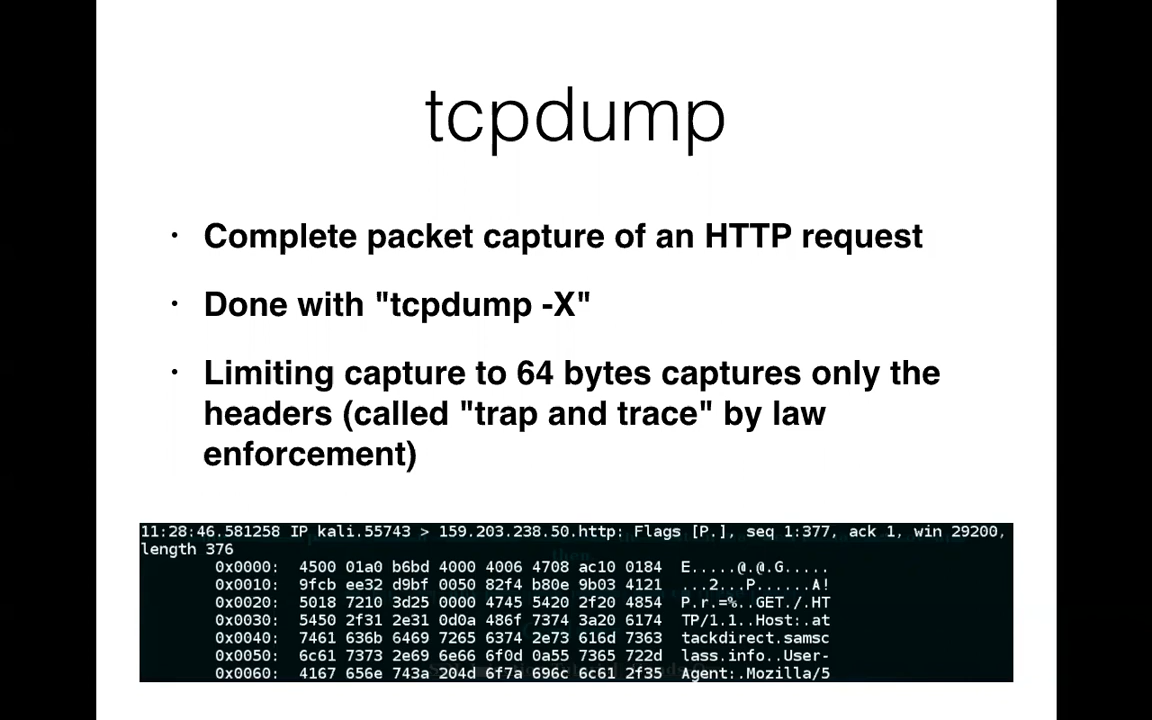 tcpdump
• Complete packet capture of an HTTP request
• Done with "tcpdump -X"
• Limiting capture to 64 bytes captures only the
headers (called "trap and trace" by law
enforcement)
11:28:46.581258 IP kali.55743 > 159.203.238.50.http: Flags [P.], seq 1:377, ack 1, win 29200,
length 376
0x0000: 4500 01a0 b6bd 4000 4006 4708 ac10 0184 E.....@.@.G.....
0x0010: 9fcb ee32 d9bf 0050 82f4 b80e 9b03 4121 ...2...P......A!
0x0020: 5018 7210 3d25 0000 4745 5420 2f20 4854 P.r.=%..GET./.HT
0x0030: 5450 2f31 2e31 0d0a 486f 7374 3a20 6174 TP/1.1..Host:.at
0x0040: 7461 636b 6469 7265 6374 2e73 616d 7363 tackdirect.samsc
0x0050: 6c61 7373 2e69 6e66 6f0d 0a55 7365 722d lass.info..User-
0x0060: 4167 656e 743a 204d 6f7a 696c 6c61 2f35 Agent:.Mozilla/5